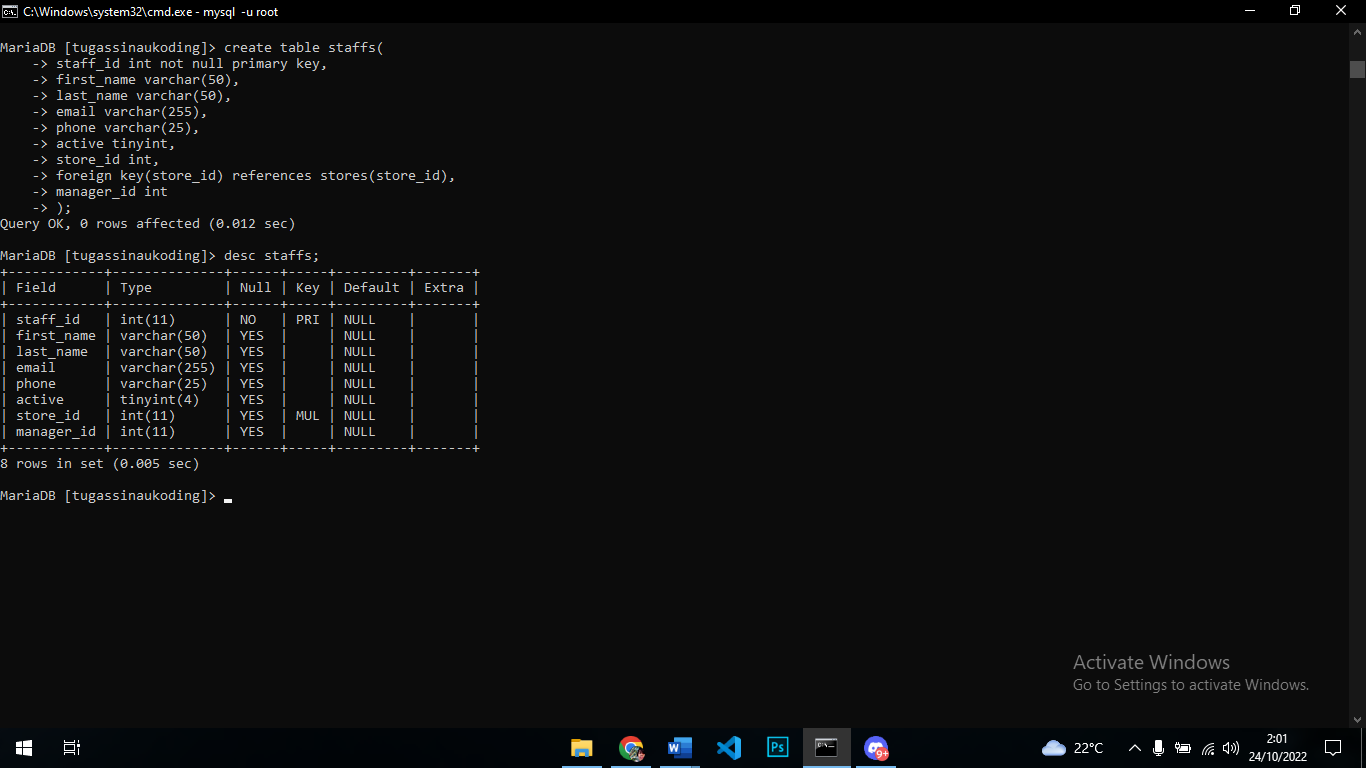 C:\Windows\system32\cmd.exe - mysql  -u root
MariaDB [tugassinaukoding]> create table staffs(
    -> staff_id int not null primary key,
    -> first_name varchar(50),
    -> last_name varchar(50),
    -> email varchar(255),
    -> phone varchar(25),
    -> active tinyint,
    -> store_id int,
    -> foreign key(store_id) references stores(store_id),
    -> manager_id int
    -> );
Query OK, 0 rows affected (0.012 sec)
MariaDB [tugassinaukoding]> desc staffs;
+------------+--------------+------+-----+---------+-------+
| Field      | Type         | Null | Key | Default | Extra |
+------------+--------------+------+-----+---------+-------+
| staff_id   | int(11)      | NO   | PRI | NULL    |       |
| first_name | varchar(50)  | YES  |     | NULL    |       |
| last_name  | varchar(50)  | YES  |     | NULL    |       |
| email      | varchar(255) | YES  |     | NULL    |       |
| phone      | varchar(25)  | YES  |     | NULL    |       |
| active     | tinyint(4)   | YES  |     | NULL    |       |
| store_id   | int(11)      | YES  | MUL | NULL    |       |
| manager_id | int(11)      | YES  |     | NULL    |       |
+------------+--------------+------+-----+---------+-------+
8 rows in set (0.005 sec)
MariaDB [tugassinaukoding]> _
Activate Windows
Go to Settings to activate Windows.
Ps
9+
22°C
2:01
24/10/2022